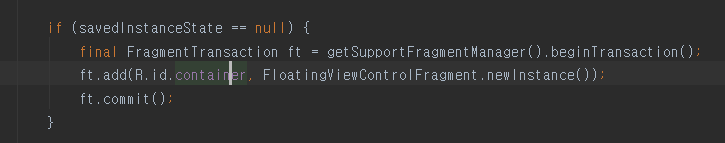 if (savedInstanceState == null) {
final FragmentTransaction ft = getSupportFragmentManager().beginTransaction();
ft.add(R.id.container, FloatingViewControlFragment.newInstance());
ft.commit();
}